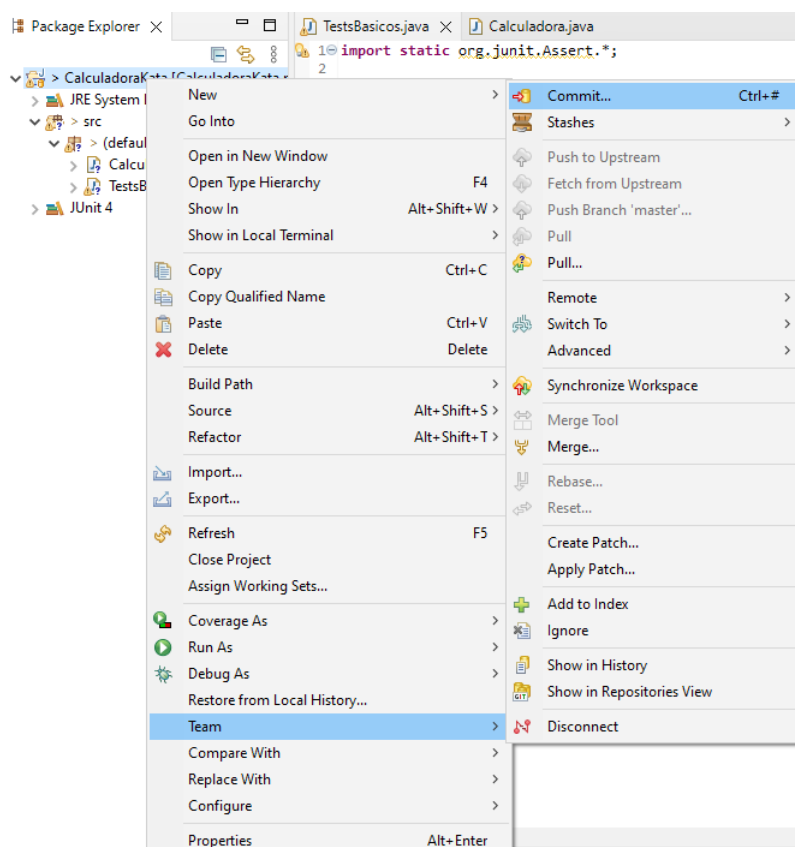 Package Explorer
TestsBasicos.java
Calculadora.java
1 import static org.junit.Assert.*;
2
> CalculadoraKata [CalculadoraKata r
JRE System
> src
> (defaul
Calcu
TestsB
JUnit 4
New
Go Into
Open in New Window
Open Type Hierarchy F4
Show In Alt+Shift+W >
Show in Local Terminal
Copy Ctrl+C
Copy Qualified Name
Paste Ctrl+V
Delete Delete
Build Path
Source Alt+Shift+S >
Refactor Alt+Shift+T >
Import...
Export...
Refresh F5
Close Project
Assign Working Sets...
Coverage As
Run As
Debug As
Restore from Local History...
Team
Compare With
Replace With
Configure
Properties Alt+Enter
Commit... Ctrl+#
Stashes
Push to Upstream
Fetch from Upstream
Push Branch 'master'...
Pull
Pull...
Remote
Switch To
Advanced
Synchronize Workspace
Merge Tool
Merge...
Rebase...
Reset...
Create Patch...
Apply Patch...
Add to Index
Ignore
Show in History
Show in Repositories View
Disconnect